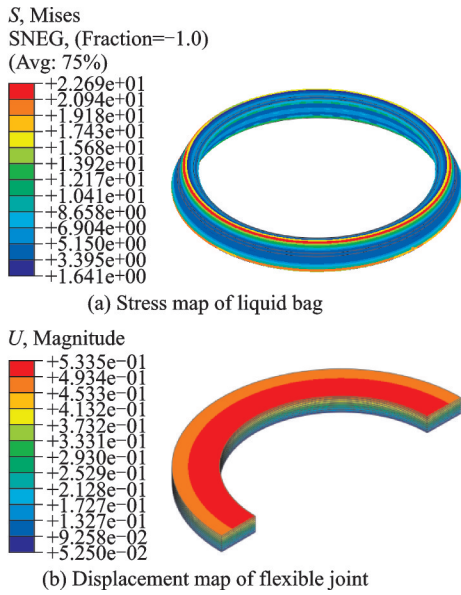 S, Mises
SNEG, (Fraction=−1.0)
(Avg: 75%)
+2.269e+01
+2.094e+01
+1.918e+01
+1.743e+01
+1.568e+01
+1.392e+01
+1.217e+01
+1.041e+01
+8.658e+00
+6.904e+00
+5.150e+00
+3.395e+00
+1.641e+00
(a) Stress map of liquid bag
U, Magnitude
+5.335e−01
+4.934e−01
+4.533e−01
+4.132e−01
+3.732e−01
+3.331e−01
+2.930e−01
+2.529e−01
+2.128e−01
+1.727e−01
+1.327e−01
+9.258e−02
+5.250e−02
(b) Displacement map of flexible joint